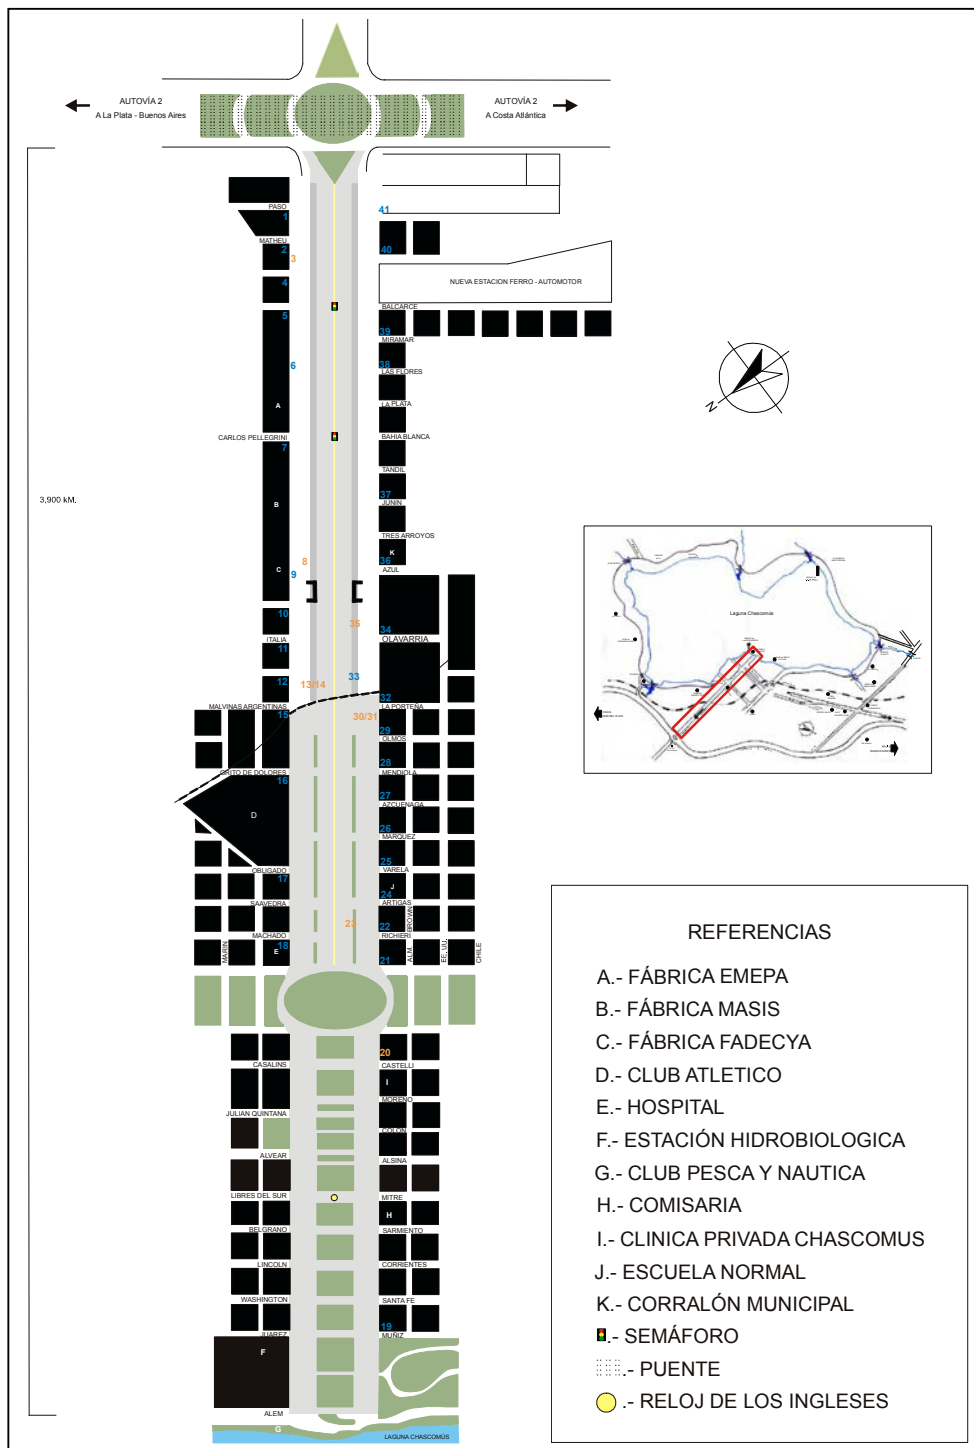 AUTOVÍA 2
A La Plata - Buenos Aires
AUTOVÍA 2
A Costa Atlántica
PASO
1
41
MATHEU
2
3
40
4
NUEVA ESTACION FERRO - AUTOMOTOR
BALCARCE
5
39
MIRAMAR
6
38
LAS FLORES
A
LA PLATA
CARLOS PELLEGRINI
BAHIA BLANCA
7
TANDIL
3,900 kM.
37
B
JUNIN
TRES ARROYOS
K
8
36
C
9
AZUL
10
35
34
ITALIA
OLAVARRIA
11
12
13/14
33
32
MALVINAS ARGENTINAS
LA PORTEÑA
15
30/31
29
OLMOS
28
GRITO DE DOLORES
MENDIOLA
16
27
AZCUENAGA
D
26
MARQUEZ
25
OBLIGADO
VARELA
17
J
24
SAAVEDRA
ARTIGAS
23
22
MACHADO
RICHIERI
18
E
21
MARIN
ALM. BROWN
EE. UU.
CHILE
20
CASALINS
CASTELLI
I
MORENO
JULIAN QUINTANA
COLON
ALVEAR
ALSINA
LIBRES DEL SUR
MITRE
H
BELGRANO
SARMIENTO
LINCOLN
CORRIENTES
WASHINGTON
SANTA FE
19
JUAREZ
MUÑIZ
F
ALEM
G
LAGUNA CHASCOMÚS
N
Laguna Chascomús
REFERENCIAS
A.- FÁBRICA EMEPA
B.- FÁBRICA MASIS
C.- FÁBRICA FADECYA
D.- CLUB ATLETICO
E.- HOSPITAL
F.- ESTACIÓN HIDROBIOLOGICA
G.- CLUB PESCA Y NAUTICA
H.- COMISARIA
I.- CLINICA PRIVADA CHASCOMUS
J.- ESCUELA NORMAL
K.- CORRALÓN MUNICIPAL
.- SEMÁFORO
.- PUENTE
.- RELOJ DE LOS INGLESES